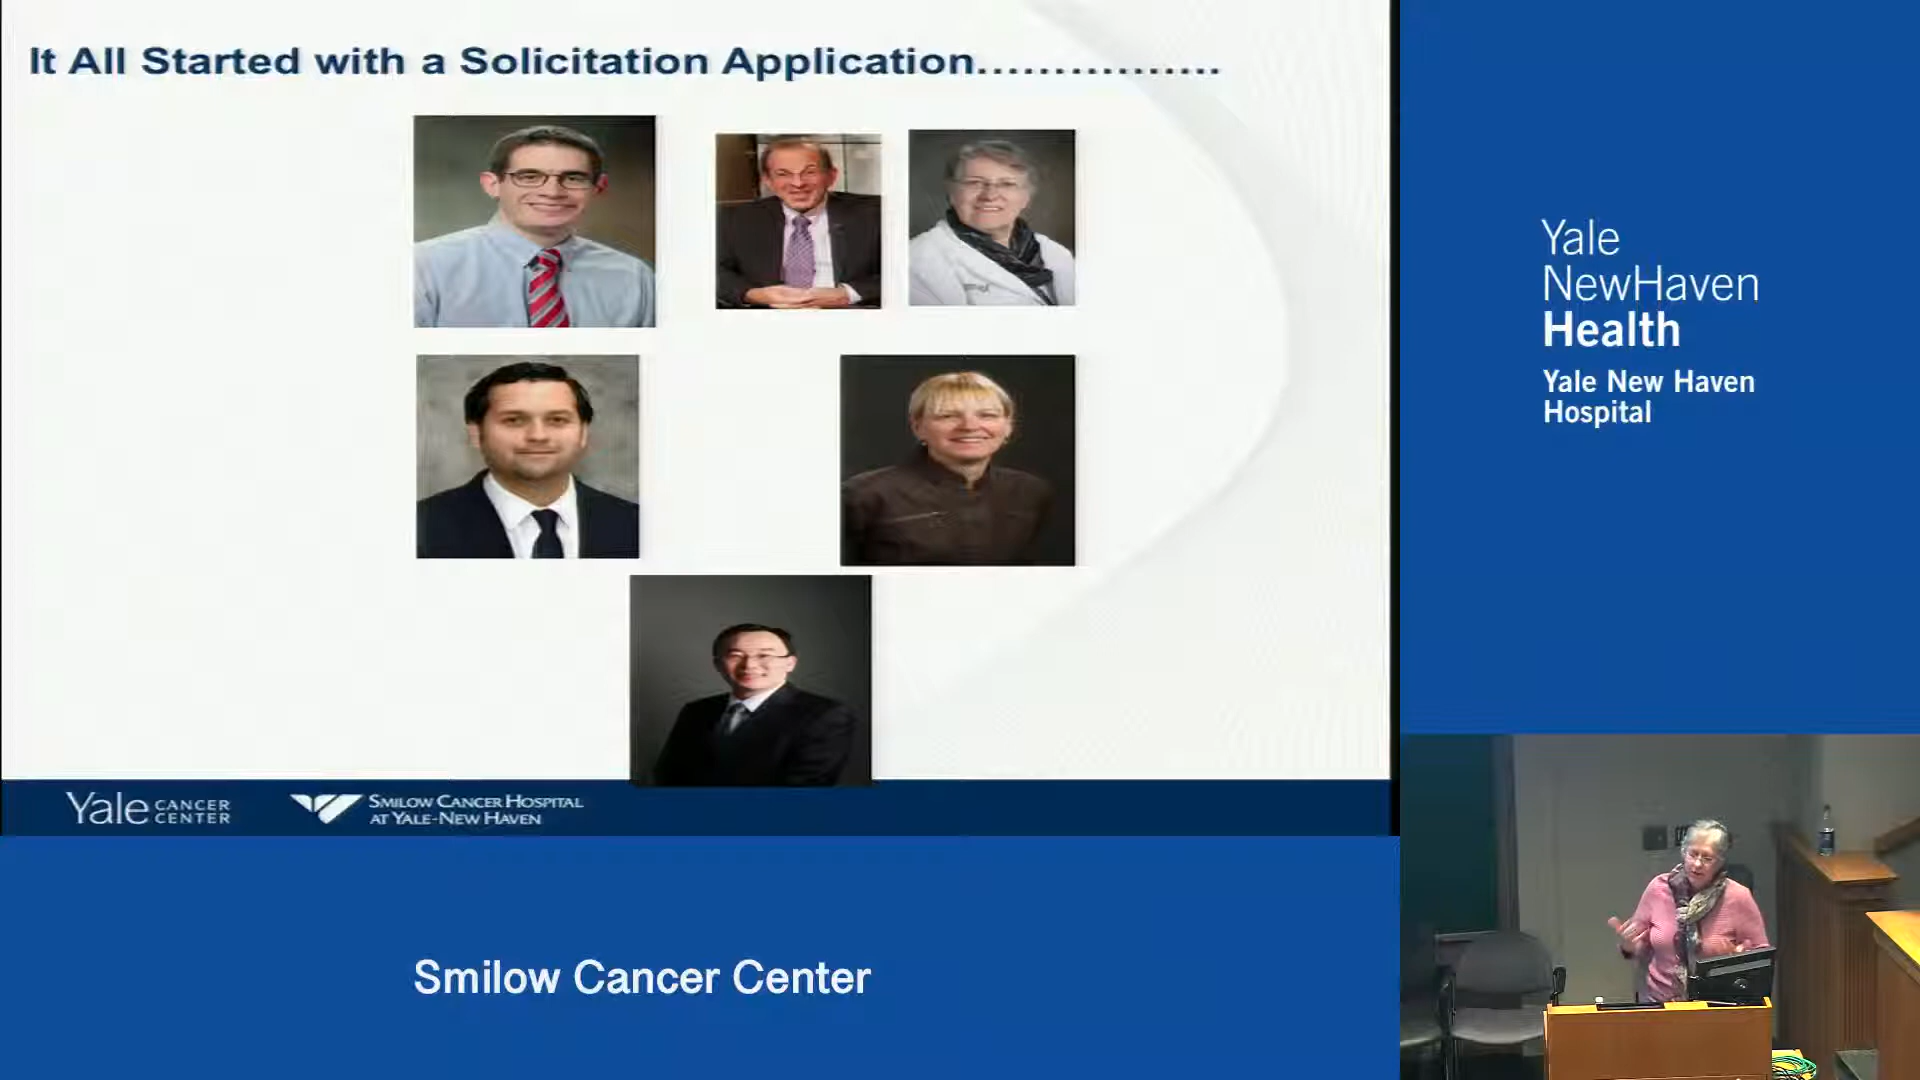 It All Started with a Solicitation Application................
Yale CANCER CENTER
SMILOW CANCER HOSPITAL
AT YALE-NEW HAVEN
Smilow Cancer Center
Yale
NewHaven
Health
Yale New Haven
Hospital